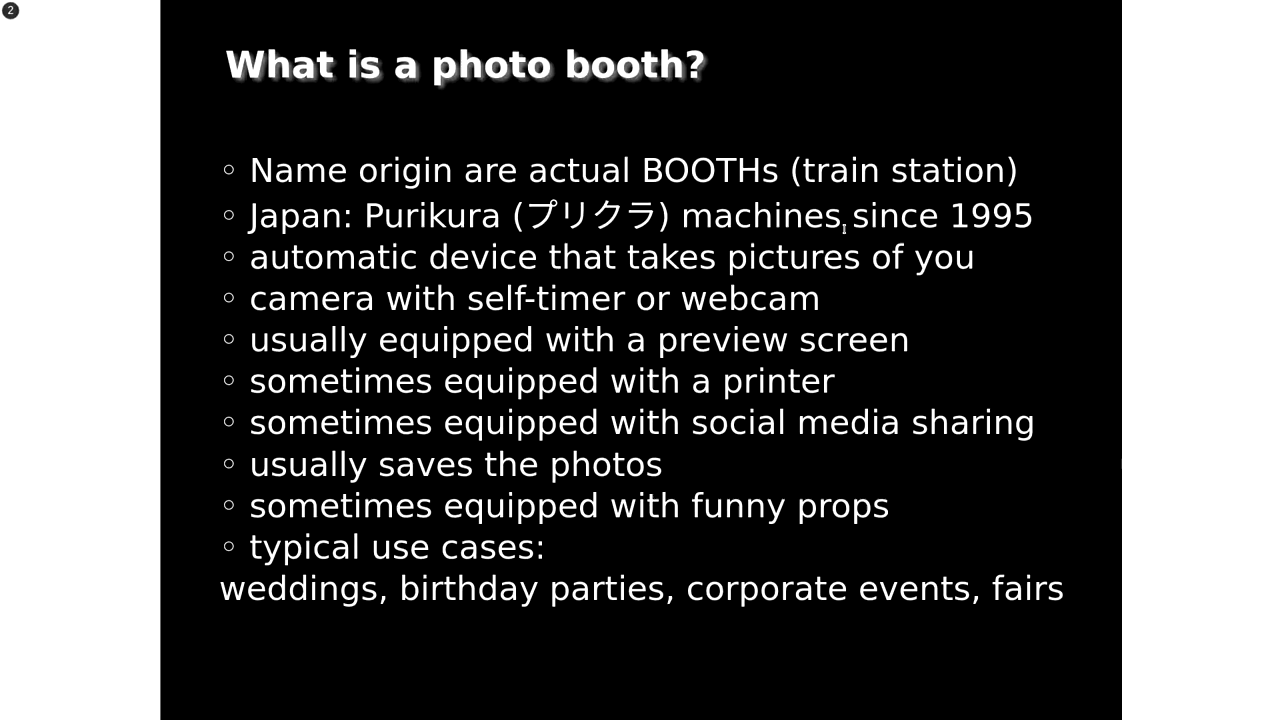 2
What is a photo booth?
◦ Name origin are actual BOOTHs (train station)
◦ Japan: Purikura (プリクラ) machines since 1995
◦ automatic device that takes pictures of you
◦ camera with self-timer or webcam
◦ usually equipped with a preview screen
◦ sometimes equipped with a printer
◦ sometimes equipped with social media sharing
◦ usually saves the photos
◦ sometimes equipped with funny props
◦ typical use cases:
weddings, birthday parties, corporate events, fairs